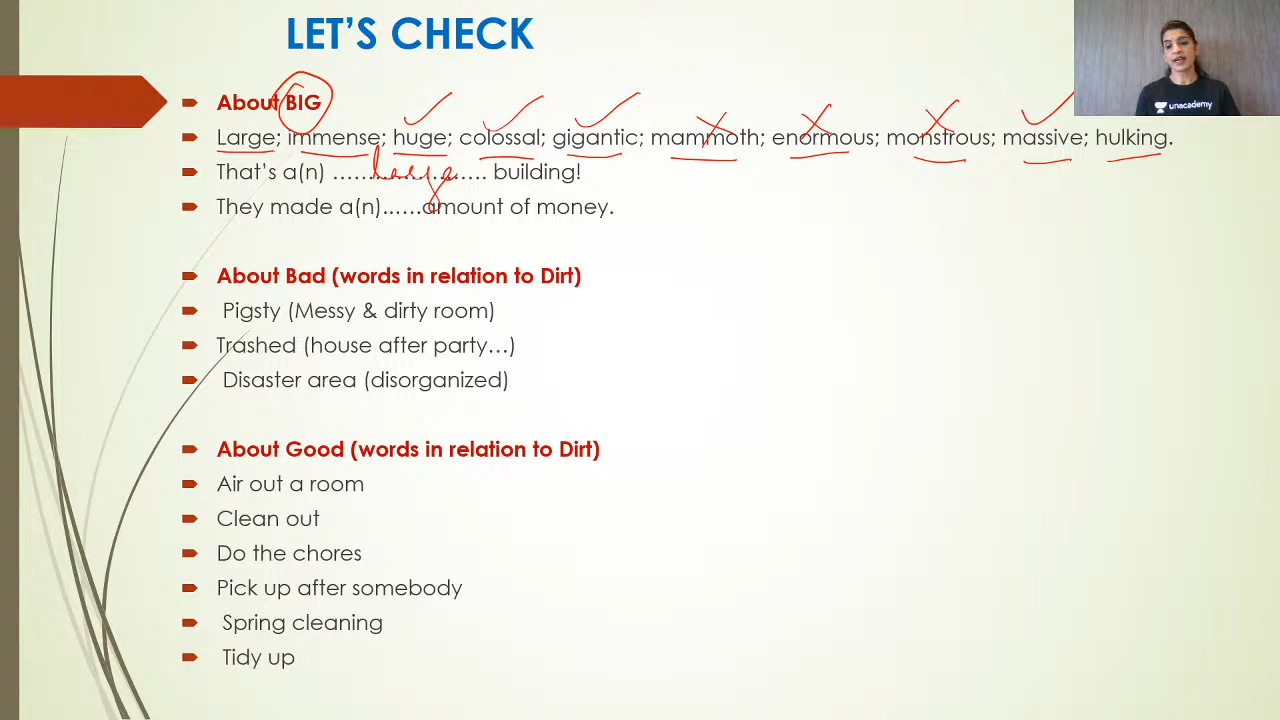 LET'S CHECK
unacademy
About BIG
Large; immense; huge; colossal; gigantic; mammoth; enormous; monstrous; massive; hulking.
That's a(n) ……large…… building!
They made a(n)..….amount of money.
About Bad (words in relation to Dirt)
Pigsty (Messy & dirty room)
Trashed (house after party…)
Disaster area (disorganized)
About Good (words in relation to Dirt)
Air out a room
Clean out
Do the chores
Pick up after somebody
Spring cleaning
Tidy up